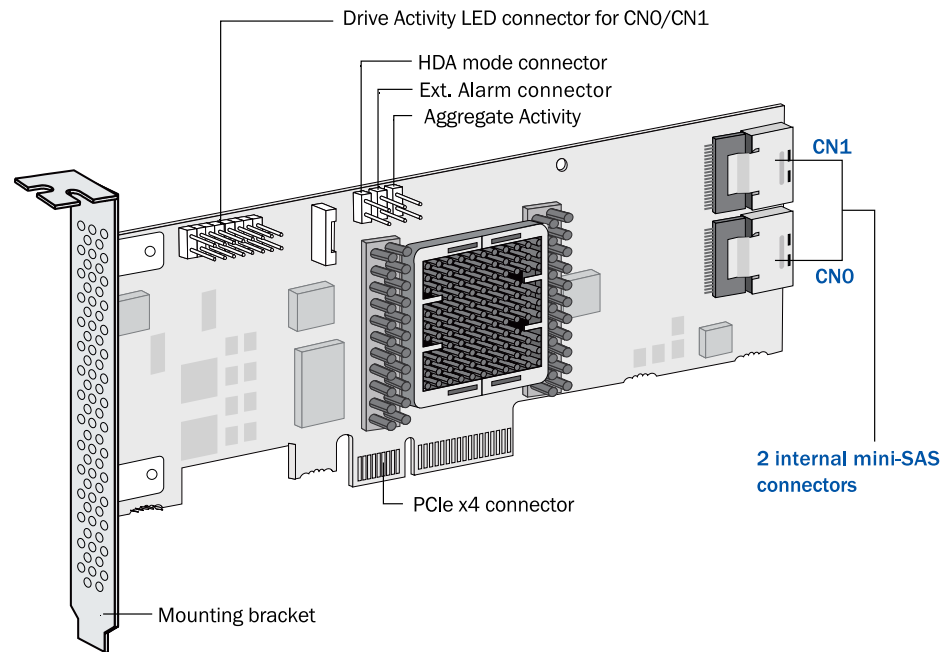 Drive Activity LED connector for CN0/CN1
HDA mode connector
Ext. Alarm connector
Aggregate Activity
CN1
CN0
2 internal mini-SAS
connectors
PCIe x4 connector
Mounting bracket